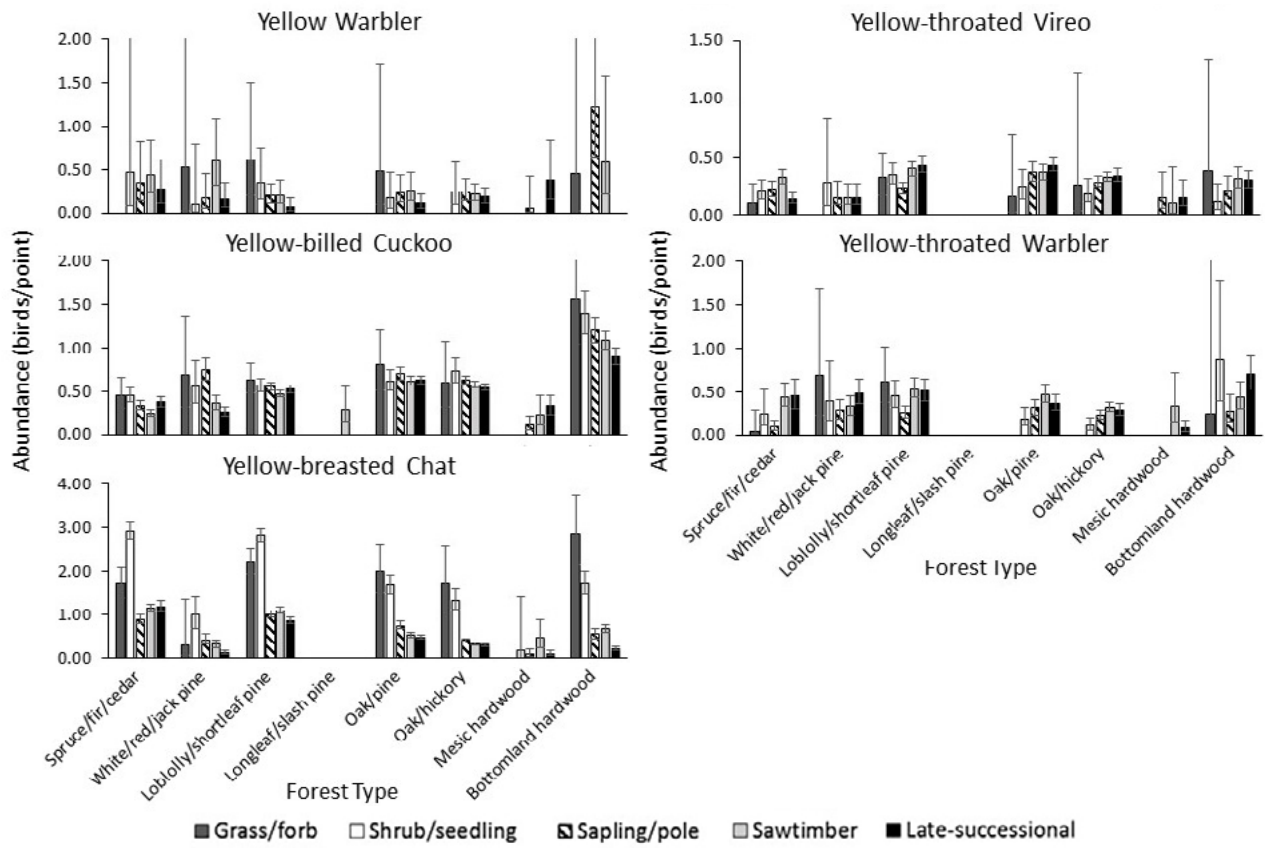 Yellow Warbler
2.00
1.50
1.00
0.50
0.00
Yellow-throated Vireo
1.50
1.00
0.50
0.00
Yellow-billed Cuckoo
2.00
1.50
1.00
0.50
0.00
Yellow-throated Warbler
2.00
1.50
1.00
0.50
0.00
Yellow-breasted Chat
4.00
3.00
2.00
1.00
0.00
Abundance (birds/point)
Abundance (birds/point)
Spruce/fir/cedar
White/red/jack pine
Loblolly/shortleaf pine
Longleaf/slash pine
Oak/pine
Oak/hickory
Mesic hardwood
Bottomland hardwood
Forest Type
Spruce/fir/cedar
White/red/jack pine
Loblolly/shortleaf pine
Longleaf/slash pine
Oak/pine
Oak/hickory
Mesic hardwood
Bottomland hardwood
Forest Type
Grass/forb Shrub/seedling Sapling/pole Sawtimber Late-successional